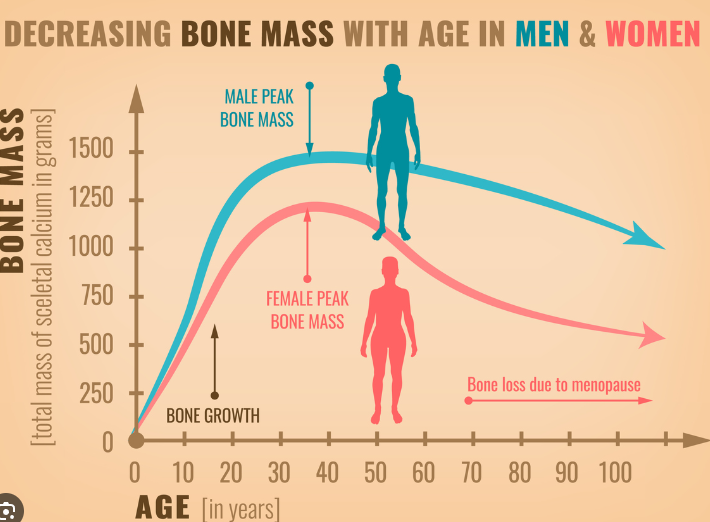 DECREASING BONE MASS WITH AGE IN MEN & WOMEN
BONE MASS
[total mass of sceletal calcium in grams]
1500
1250
1000
750
500
250
0
MALE PEAK
BONE MASS
FEMALE PEAK
BONE MASS
BONE GROWTH
Bone loss due to menopause
0 10 20 30 40 50 60 70 80 90 100
AGE [in years]